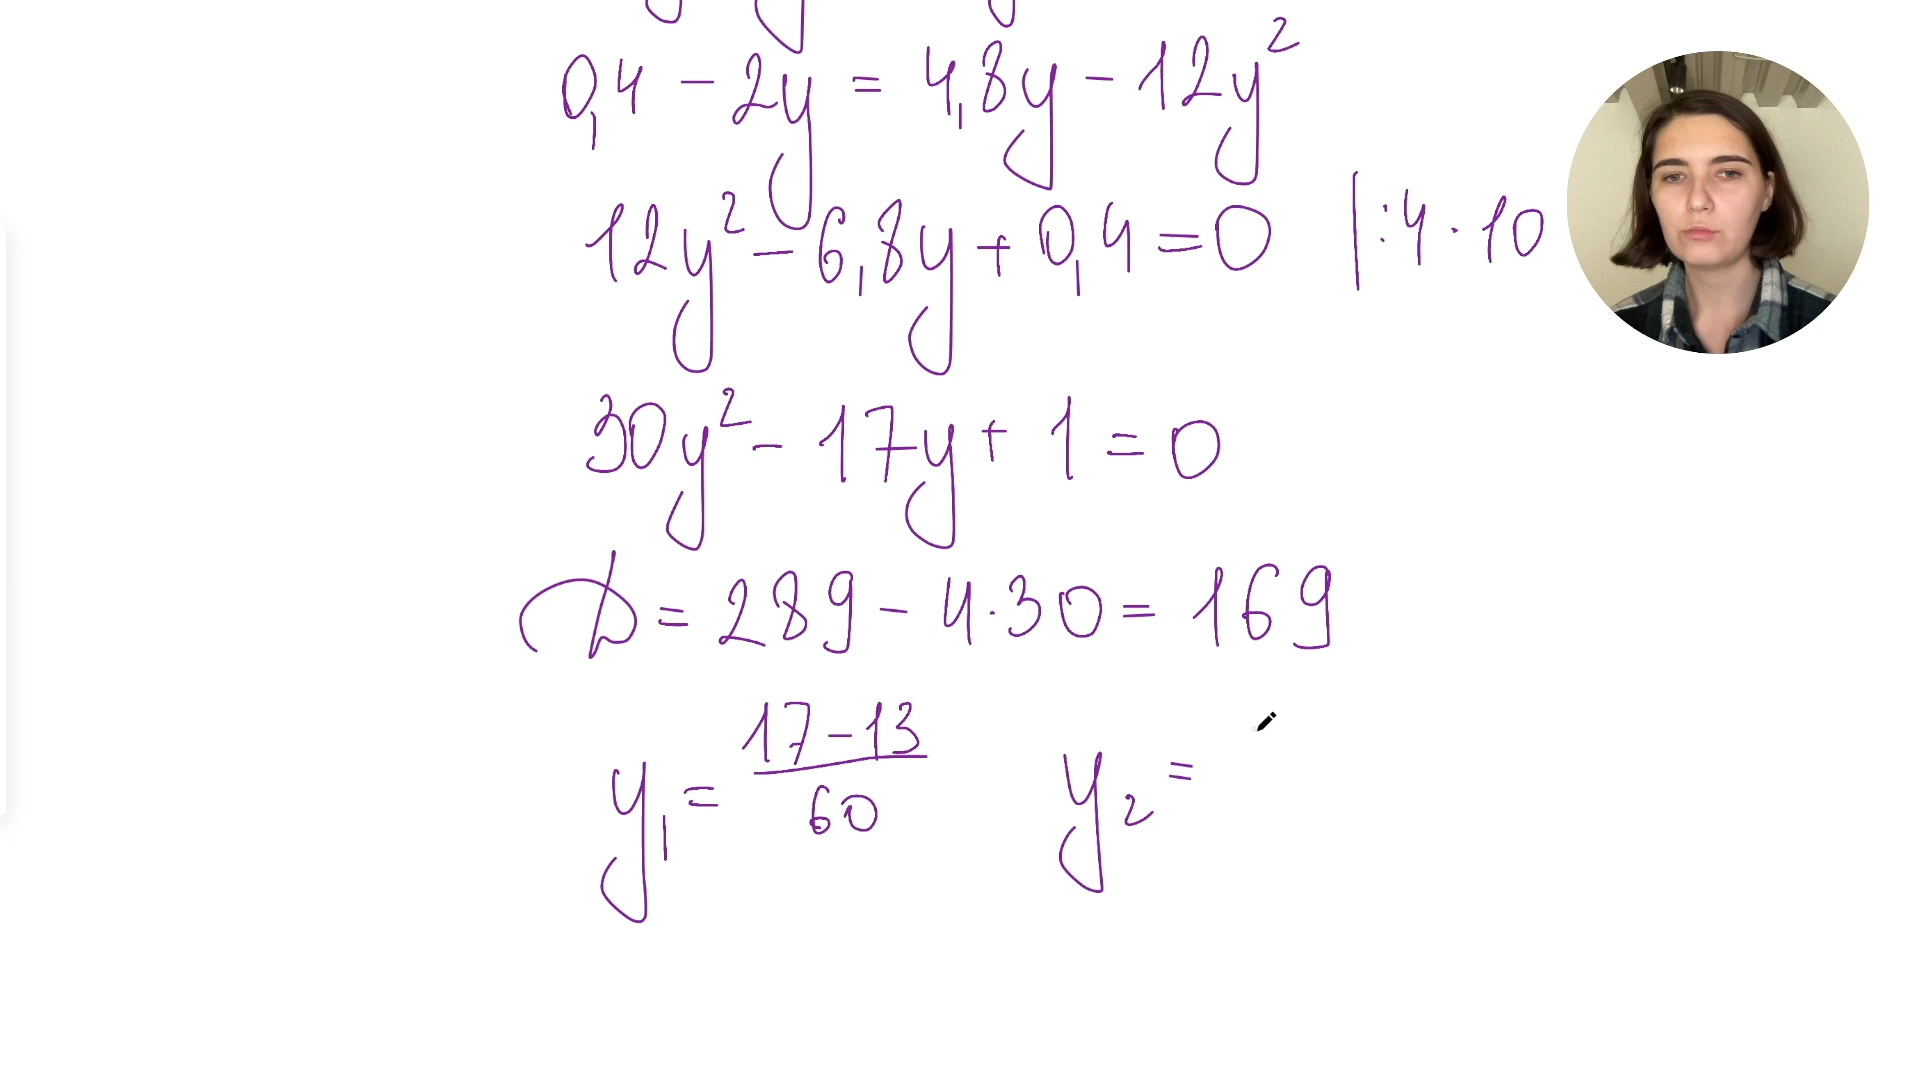 0,4 - 2y = 4,8y - 12y²
12y² - 6,8y + 0,4 = 0 | :4 · 10
30y² - 17y + 1 = 0
D = 289 - 4·30 = 169
y₁ = (17-13)/60 y₂ =